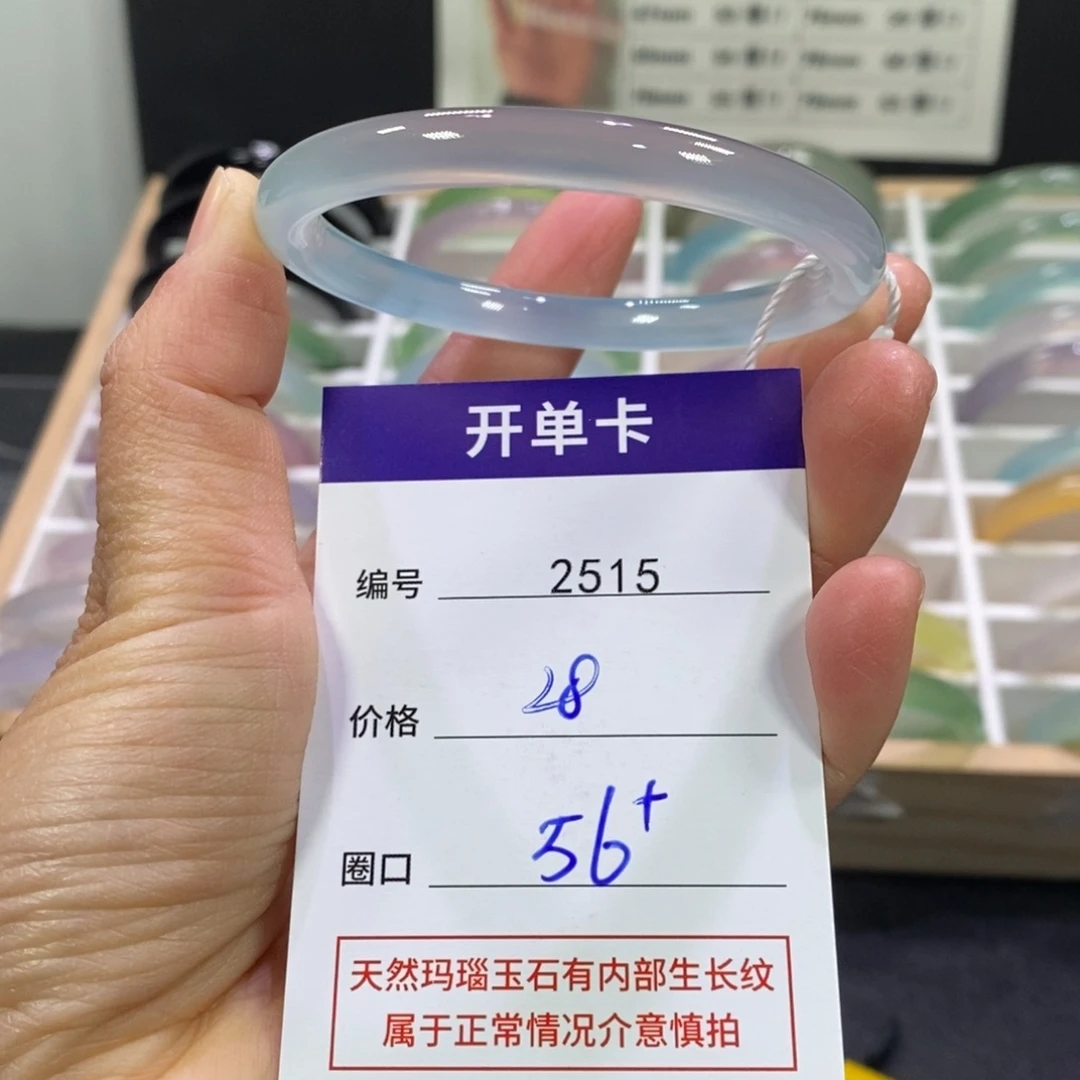 开单卡
编号 2515
价格 28
圈口 56+
天然玛瑙玉石有内部生长纹
属于正常情况介意慎拍